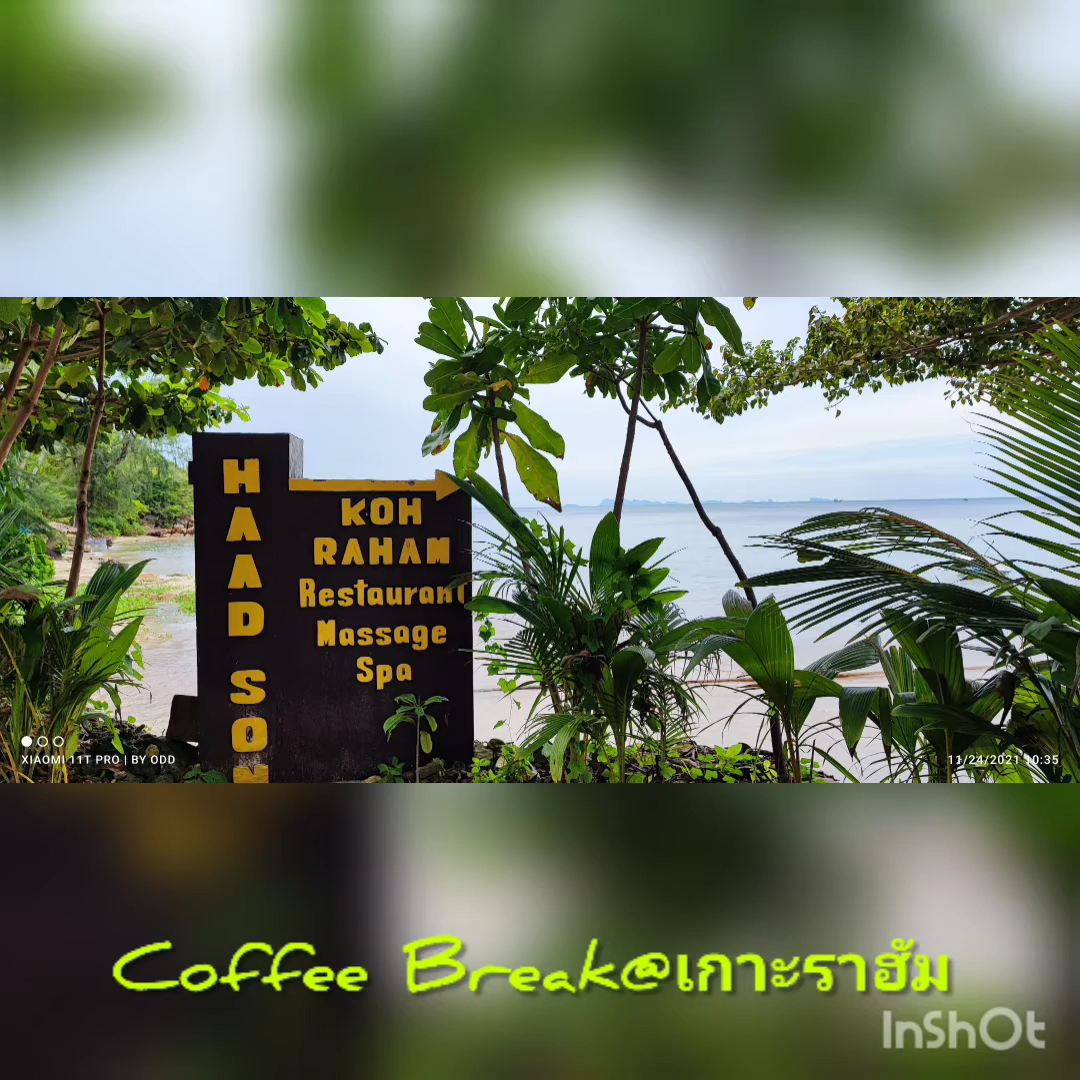 HAAD SO
KOH
RAHAM
Restaurant
Massage
Spa
XIAOMI 11T PRO | BY ODD
11/24/2021 10:35
Coffee Break@เกาะราฮัม
InShOt